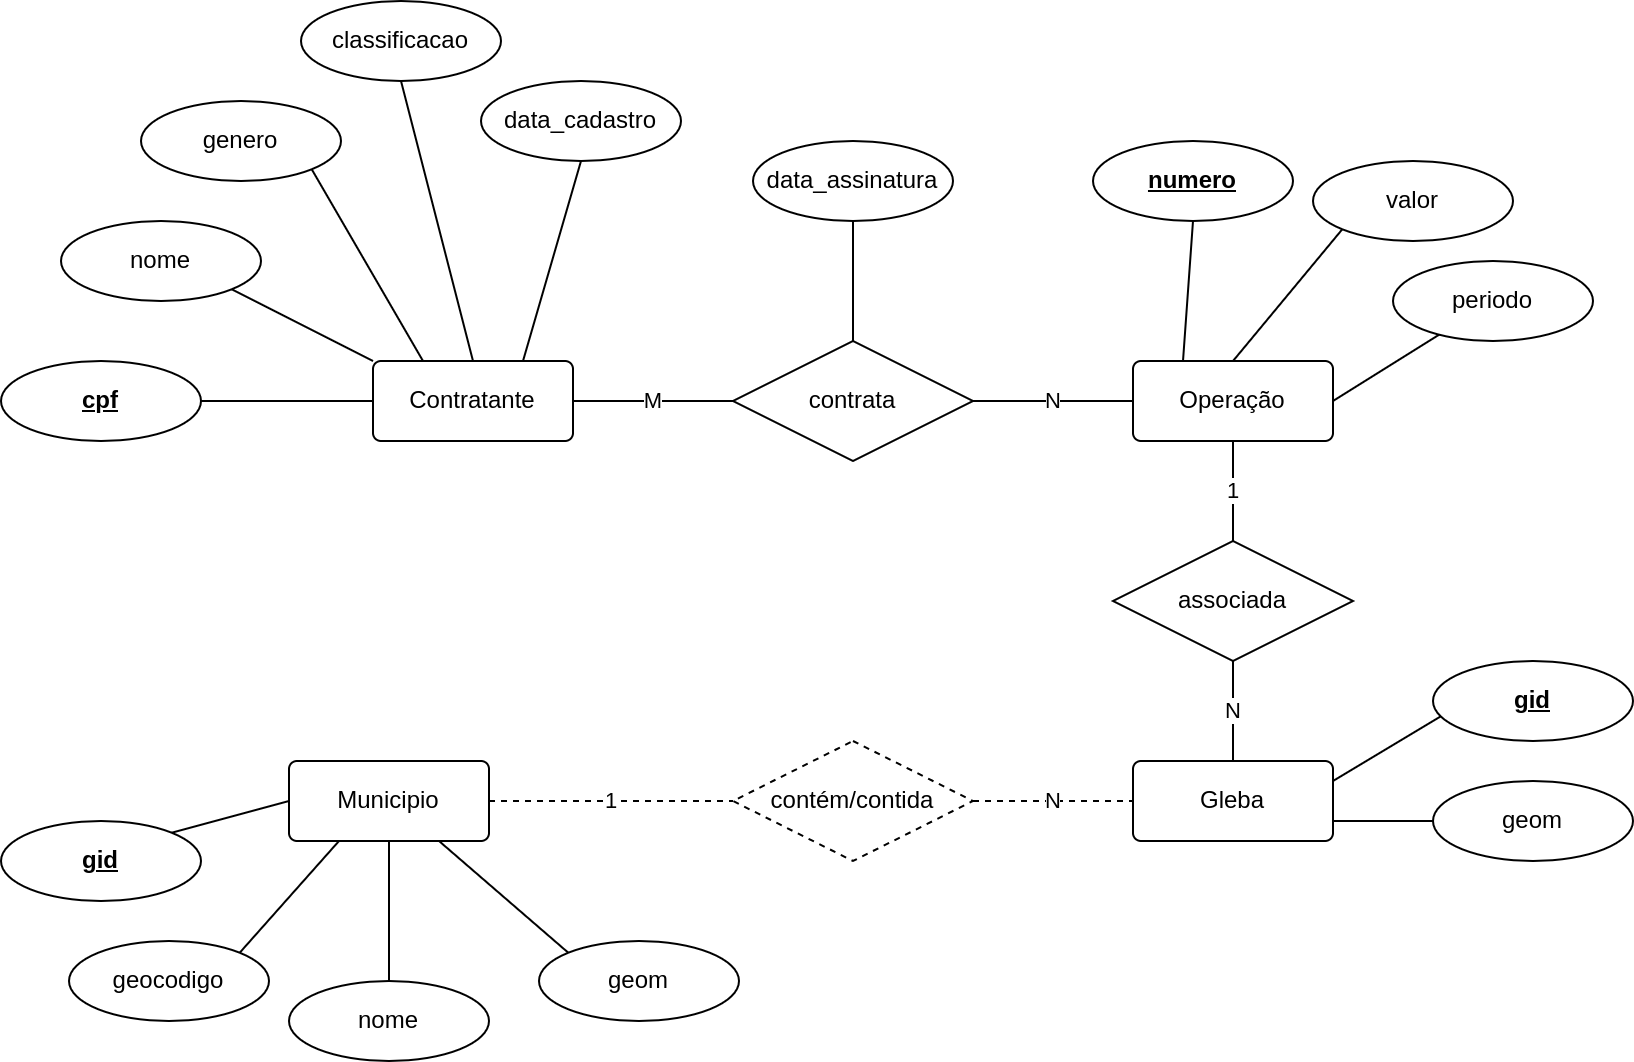 classificacao
data_cadastro
genero
data_assinatura
numero
valor
nome
periodo
cpf
Contratante
M
contrata
N
Operação
1
associada
gid
N
Municipio
1
contém/contida
N
Gleba
geom
gid
geocodigo
geom
nome